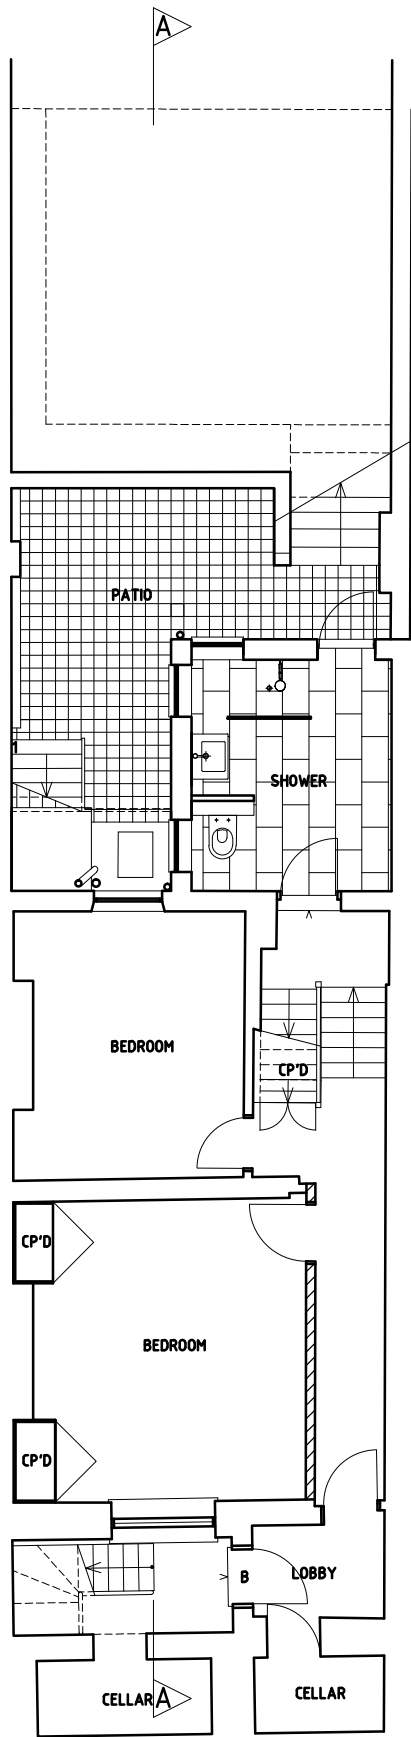 A
PATIO
1
SHOWER
BEDROOM
CP'D
CP'D
BEDROOM
CP'D
B
LOBBY
CELLAR
A
CELLAR